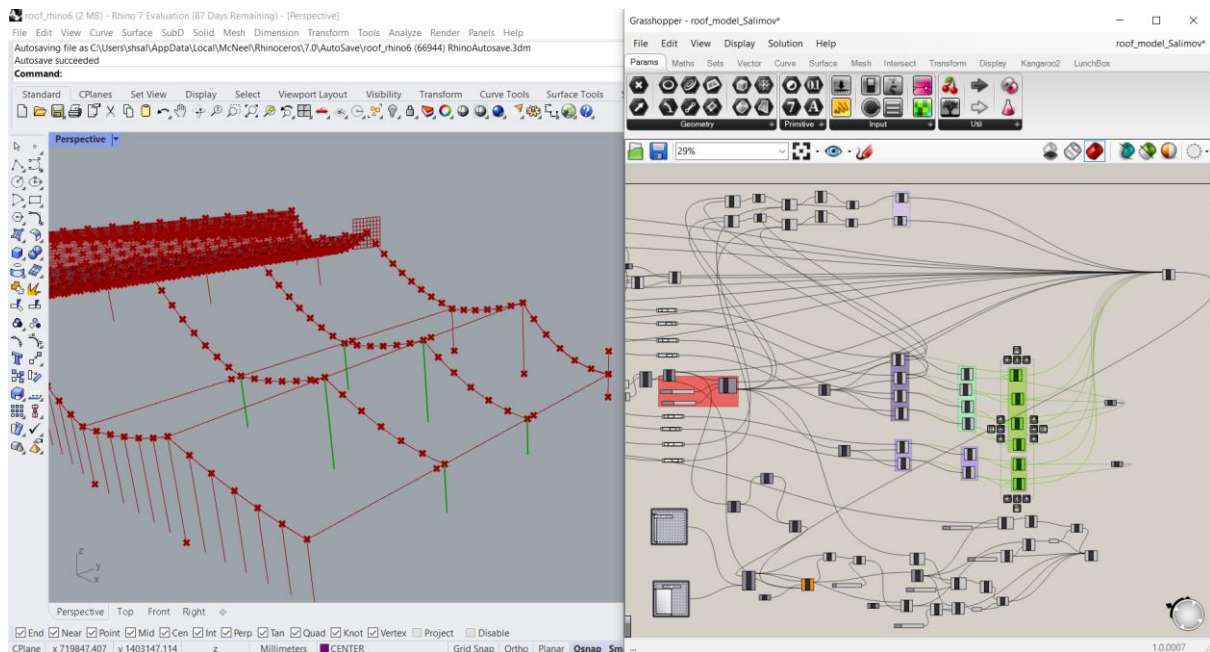 roof_rhino6 (2 MB) - Rhino 7 Evaluation (87 Days Remaining) - [Perspective]
File Edit View Curve Surface SubD Solid Mesh Dimension Transform Tools Analyze Render Panels Help
Autosaving file as C:\Users\shsal\AppData\Local\McNeel\Rhinoceros\7.0\AutoSave\roof_rhino6 (66944) RhinoAutosave.3dm
Autosave succeeded
Command:
Standard CPlanes Set View Display Select Viewport Layout Visibility Transform Curve Tools Surface Tools
Perspective
z
y
x
Perspective Top Front Right
End Near Point Mid Cen Int Perp Tan Quad Knot Vertex Project Disable
CPlane x 719847.407 y 1403147.114 z Millimeters CENTER Grid Snap Ortho Planar Osnap Sm
Grasshopper - roof_model_Salimov*
File Edit View Display Solution Help roof_model_Salimov*
Params Maths Sets Vector Curve Surface Mesh Intersect Transform Display Kangaroo2 LunchBox
Geometry Primitive Input Util
29%
... 1.0.0007